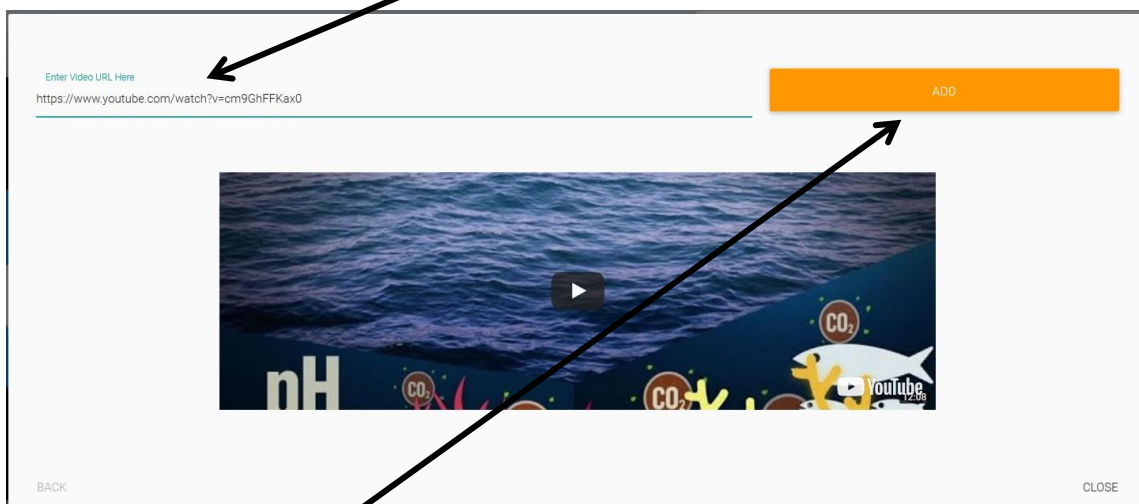 Enter Video URL Here
https://www.youtube.com/watch?v=cm9GhFFKax0
ADD
CO2
pH
CO2
CO2
YouTube
12:08
BACK
CLOSE